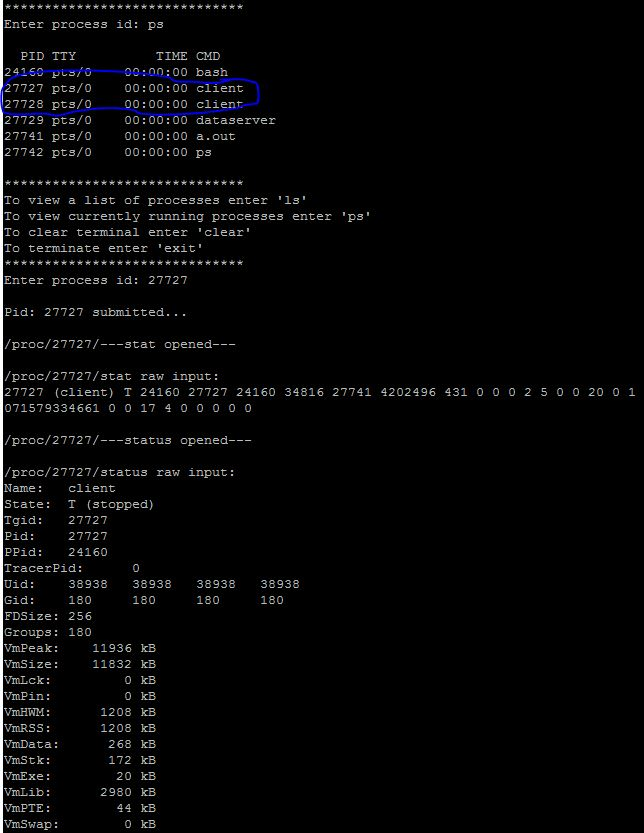 ******************************
Enter process id: ps
PID TTY TIME CMD
24160 pts/0 00:00:00 bash
27727 pts/0 00:00:00 client
27728 pts/0 00:00:00 client
27729 pts/0 00:00:00 dataserver
27741 pts/0 00:00:00 a.out
27742 pts/0 00:00:00 ps
******************************
To view a list of processes enter 'ls'
To view currently running processes enter 'ps'
To clear terminal enter 'clear'
To terminate enter 'exit'
******************************
Enter process id: 27727
Pid: 27727 submitted...
/proc/27727/---stat opened---
/proc/27727/stat raw input:
27727 (client) T 24160 27727 24160 34816 27741 4202496 431 0 0 0 2 5 0 0 20 0 1
071579334661 0 0 17 4 0 0 0 0 0
/proc/27727/---status opened---
/proc/27727/status raw input:
Name: client
State: T (stopped)
Tgid: 27727
Pid: 27727
PPid: 24160
TracerPid: 0
Uid: 38938 38938 38938 38938
Gid: 180 180 180 180
FDSize: 256
Groups: 180
VmPeak: 11936 kB
VmSize: 11832 kB
VmLck: 0 kB
VmPin: 0 kB
VmHWM: 1208 kB
VmRSS: 1208 kB
VmData: 268 kB
VmStk: 172 kB
VmExe: 20 kB
VmLib: 2980 kB
VmPTE: 44 kB
VmSwap: 0 kB